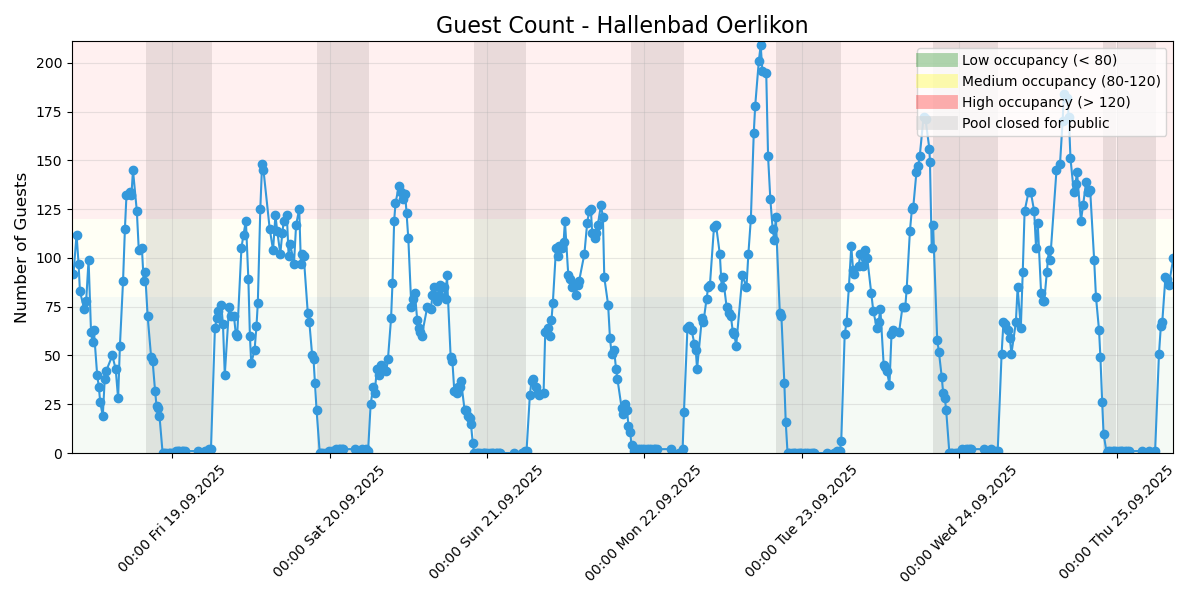 Guest Count - Hallenbad Oerlikon
Number of Guests
200
175
150
125
100
75
50
25
0
Low occupancy (< 80)
Medium occupancy (80-120)
High occupancy (> 120)
Pool closed for public
00:00 Fri 19.09.2025
00:00 Sat 20.09.2025
00:00 Sun 21.09.2025
00:00 Mon 22.09.2025
00:00 Tue 23.09.2025
00:00 Wed 24.09.2025
00:00 Thu 25.09.2025